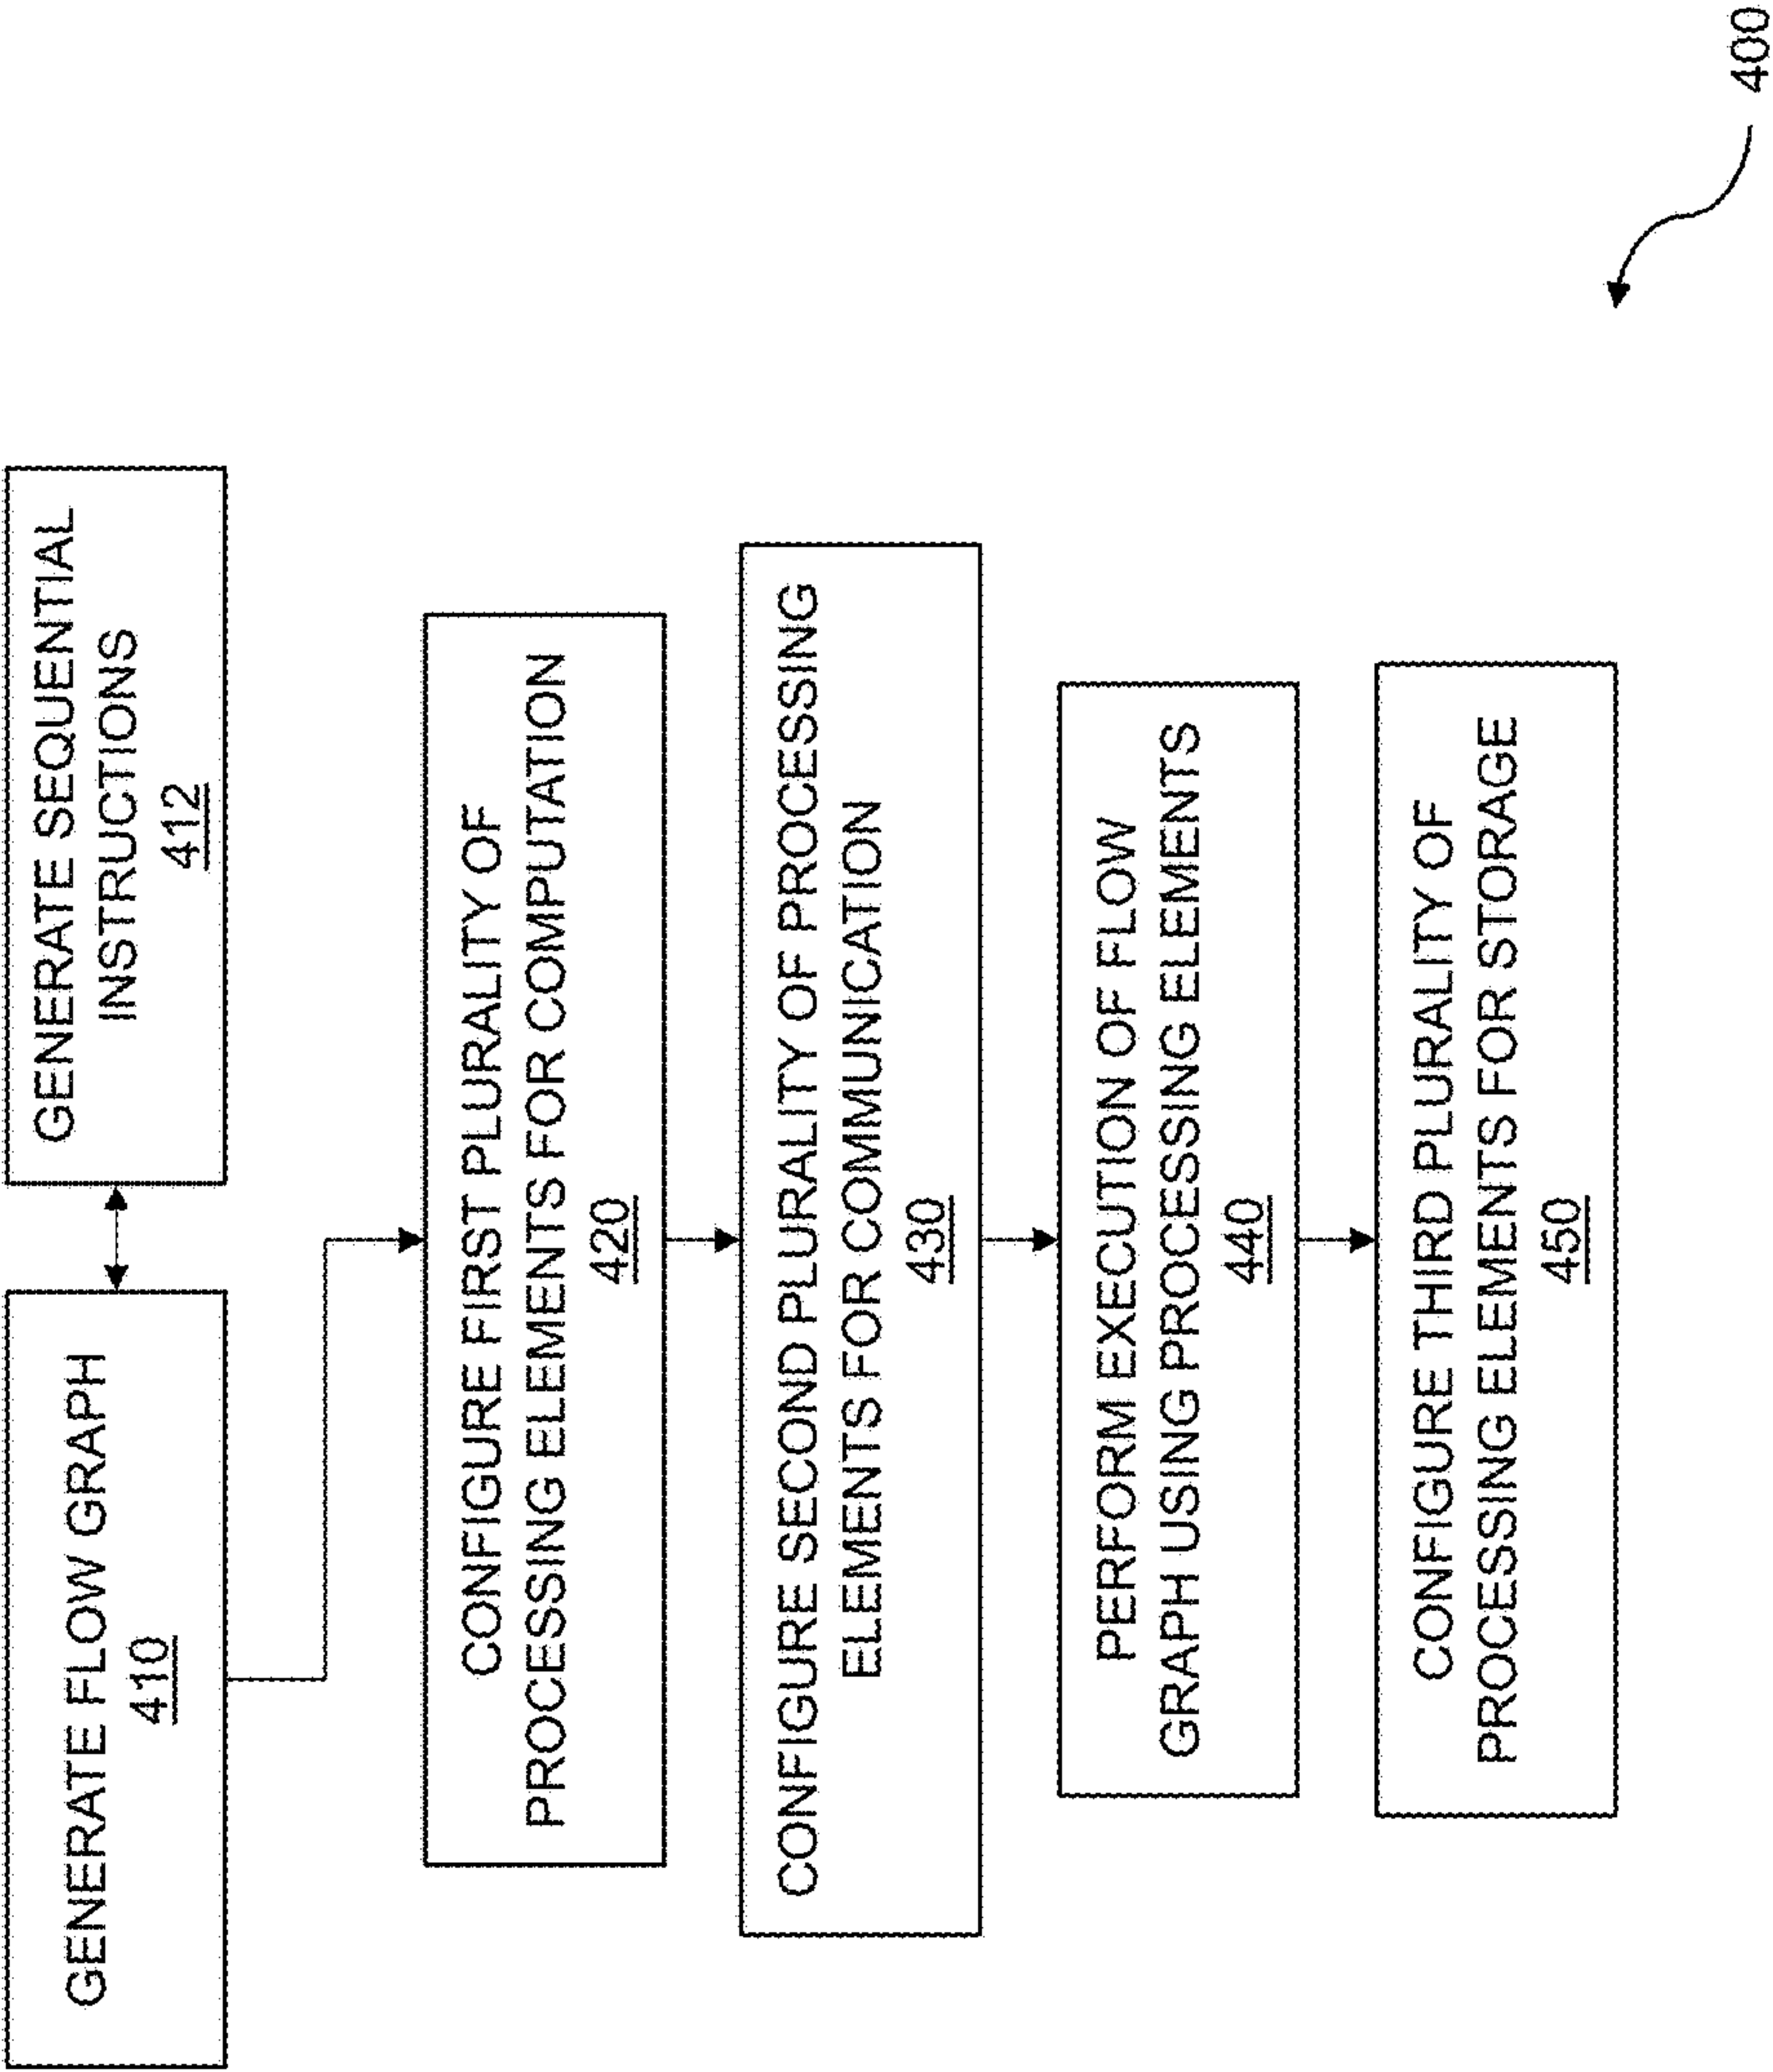 GENERATE FLOW GRAPH
410
GENERATE SEQUENTIAL
INSTRUCTIONS
412
CONFIGURE FIRST PLURALITY OF
PROCESSING ELEMENTS FOR COMPUTATION
420
CONFIGURE SECOND PLURALITY OF PROCESSING
ELEMENTS FOR COMMUNICATION
430
PERFORM EXECUTION OF FLOW
GRAPH USING PROCESSING ELEMENTS
440
CONFIGURE THIRD PLURALITY OF
PROCESSING ELEMENTS FOR STORAGE
450
400